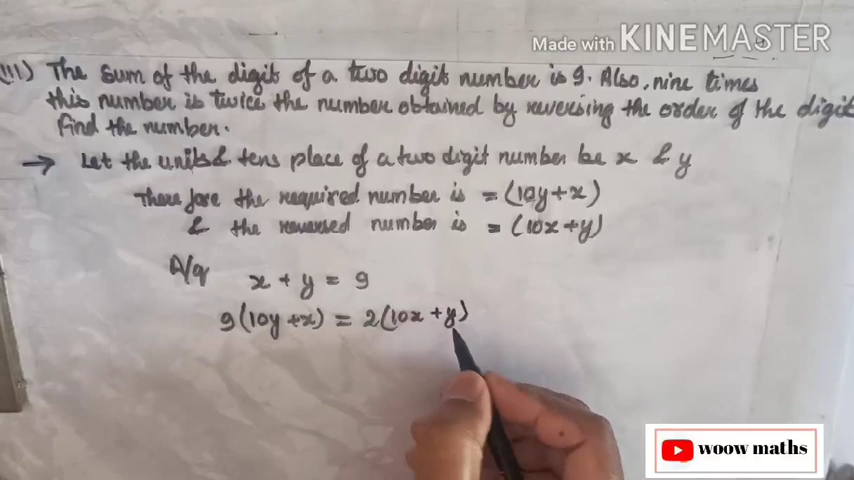 Made with KINEMASTER
(III) The sum of the digit of a two digit number is 9. Also, nine times
this number is twice the number obtained by reversing the order of the digit
find the number.
→ Let the units & tens place of a two digit number be x & y
There fore the required number is = (10y+x)
& the reversed number is = (10x+y)
A/q x + y = 9
9(10y+x) = 2(10x+y)
woow maths